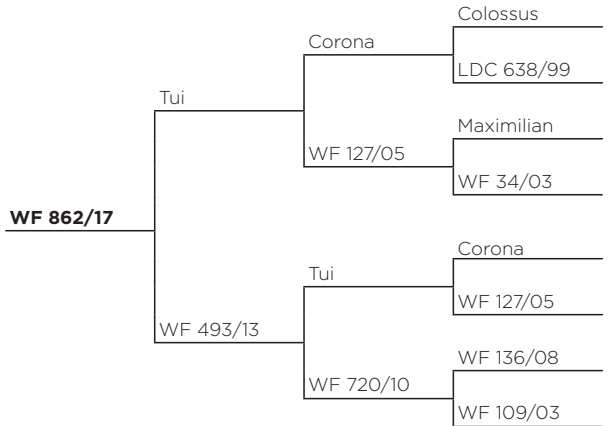 Colossus
Corona
LDC 638/99
Tui
Maximilian
WF 127/05
WF 34/03
WF 862/17
Corona
Tui
WF 127/05
WF 493/13
WF 136/08
WF 720/10
WF 109/03